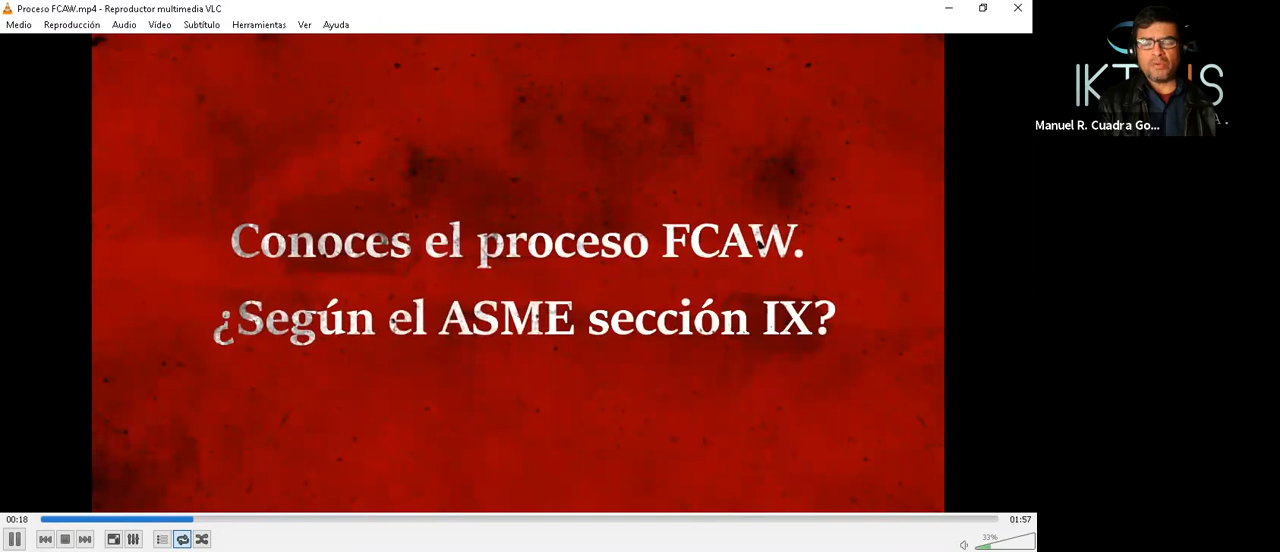 Proceso FCAW.mp4 - Reproductor multimedia VLC
Medio Reproducción Audio Vídeo Subtítulo Herramientas Ver Ayuda
Conoces el proceso FCAW.
¿Según el ASME sección IX?
Manuel R. Cuadra Go...
00:18
01:57
33%